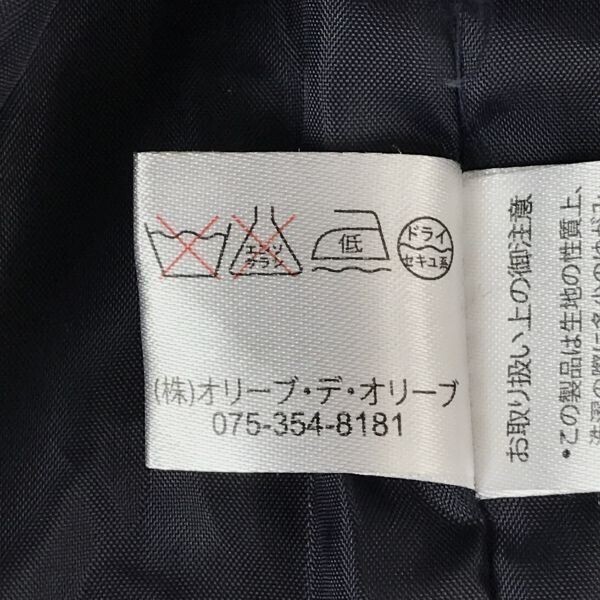 エンソ
サラシ
低
ドライ
セキユ系
(株)オリーブ・デ・オリーブ
075-354-8181
お取り扱い上の御注意
•この製品は生地の性質上、